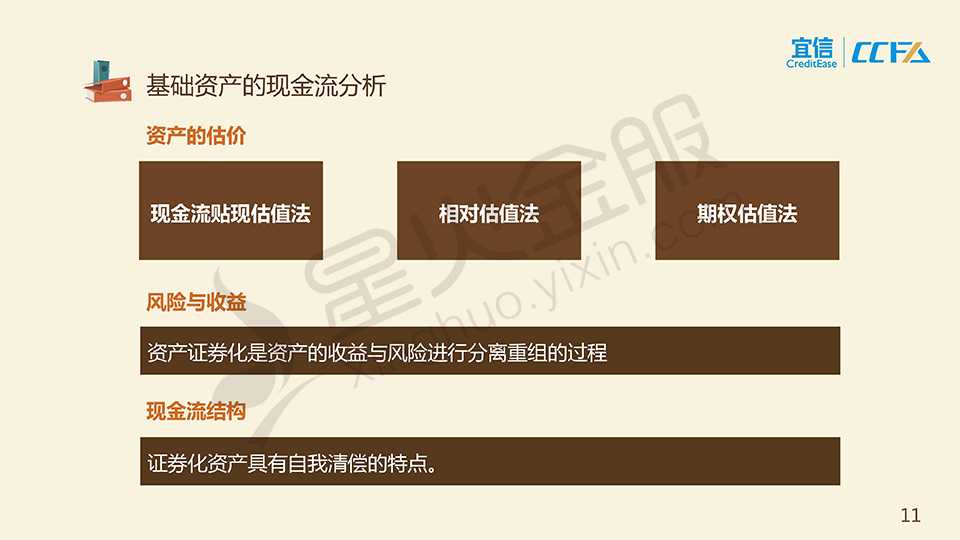 宜信
CreditEase
CCFA
基础资产的现金流分析
资产的估价
现金流贴现估值法
相对估值法
期权估值法
星火金服
xinghuo.yixin.com
风险与收益
资产证券化是资产的收益与风险进行分离重组的过程
现金流结构
证券化资产具有自我清偿的特点。
11